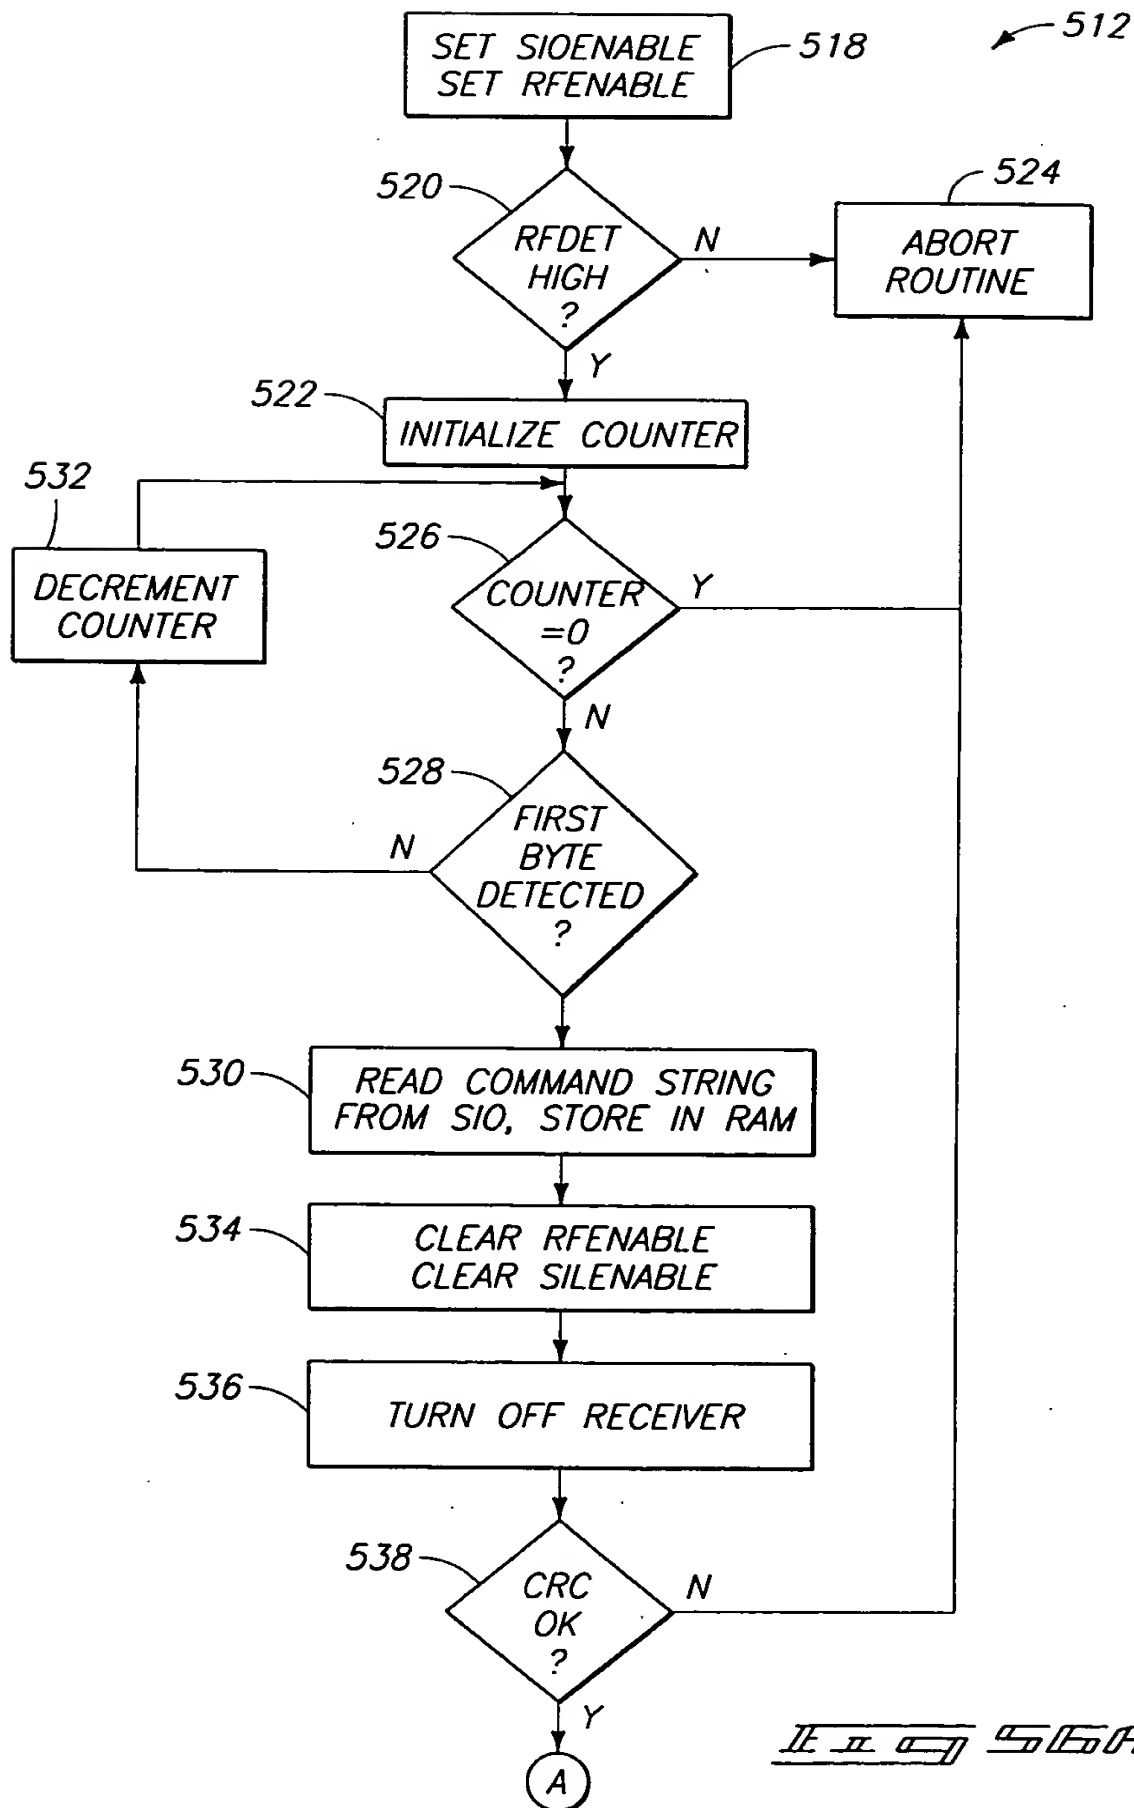 512
SET SIOENABLE
SET RFENABLE
518
520
RFDET
HIGH
?
N
524
ABORT
ROUTINE
Y
522
INITIALIZE COUNTER
532
DECREMENT
COUNTER
526
COUNTER
=0
?
Y
N
528
FIRST
BYTE
DETECTED
?
N
530
READ COMMAND STRING
FROM SIO, STORE IN RAM
534
CLEAR RFENABLE
CLEAR SILENABLE
536
TURN OFF RECEIVER
538
CRC
OK
?
N
Y
A
FIG 56A